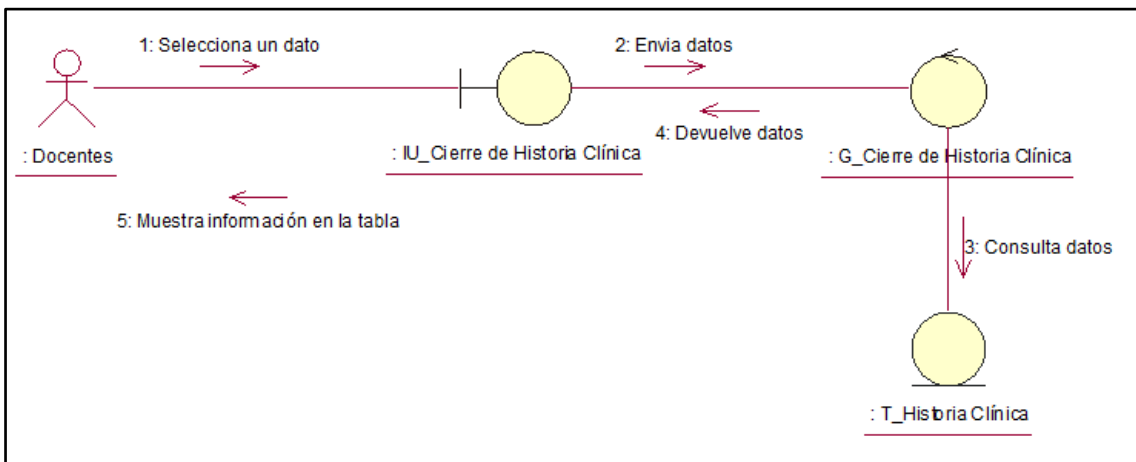 1: Selecciona un dato
2: Envia datos
4: Devuelve datos
: Docentes
: IU_Cierre de Historia Clínica
: G_Cierre de Historia Clínica
5: Muestra información en la tabla
3: Consulta datos
: T_Historia Clínica